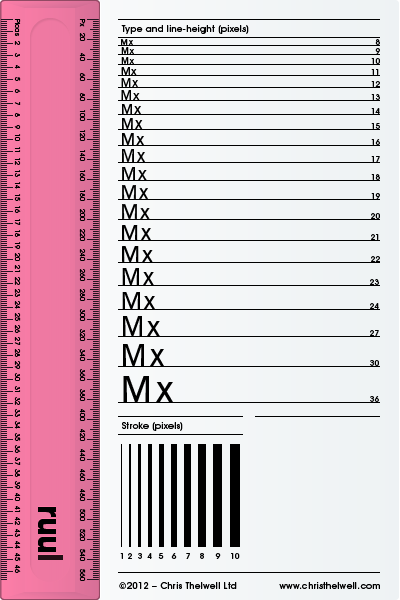 Picas 2 3 4 5 6 7 8 9 10 11 12 13 14 15 16 17 18 19 20 21 22 23 24 25 26 27 28 29 30 31 32 33 34 35 36 37 38 39 40 41 42 43 44 45 46
Px 20 40 60 80 100 120 140 160 180 200 220 240 260 280 300 320 340 360 380 400 420 440 460 480 500 520 540 560
ruul
Type and line-height (pixels)
Mx 8
Mx 9
Mx 10
Mx 11
Mx 12
Mx 13
Mx 14
Mx 15
Mx 16
Mx 17
Mx 18
Mx 19
Mx 20
Mx 21
Mx 22
Mx 23
Mx 24
Mx 27
Mx 30
Mx 36
Stroke (pixels)
1 2 3 4 5 6 7 8 9 10
©2012 – Chris Thelwell Ltd www.christhelwell.com